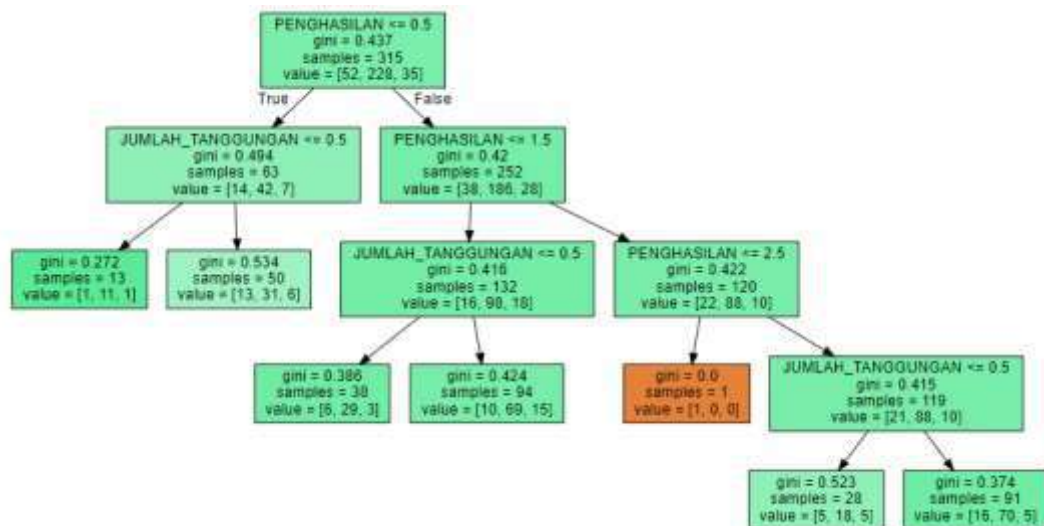 PENGHASILAN <= 0.5
gini = 0.437
samples = 315
value = [52, 228, 35]
True
False
JUMLAH_TANGGUNGAN <= 0.5
gini = 0.494
samples = 63
value = [14, 42, 7]
PENGHASILAN <= 1.5
gini = 0.42
samples = 252
value = [38, 186, 28]
gini = 0.272
samples = 13
value = [1, 11, 1]
gini = 0.534
samples = 50
value = [13, 31, 6]
JUMLAH_TANGGUNGAN <= 0.5
gini = 0.416
samples = 132
value = [16, 98, 18]
PENGHASILAN <= 2.5
gini = 0.422
samples = 120
value = [22, 88, 10]
gini = 0.386
samples = 38
value = [6, 29, 3]
gini = 0.424
samples = 94
value = [10, 69, 15]
gini = 0.0
samples = 1
value = [1, 0, 0]
JUMLAH_TANGGUNGAN <= 0.5
gini = 0.415
samples = 119
value = [21, 88, 10]
gini = 0.523
samples = 28
value = [5, 18, 5]
gini = 0.374
samples = 91
value = [16, 70, 5]